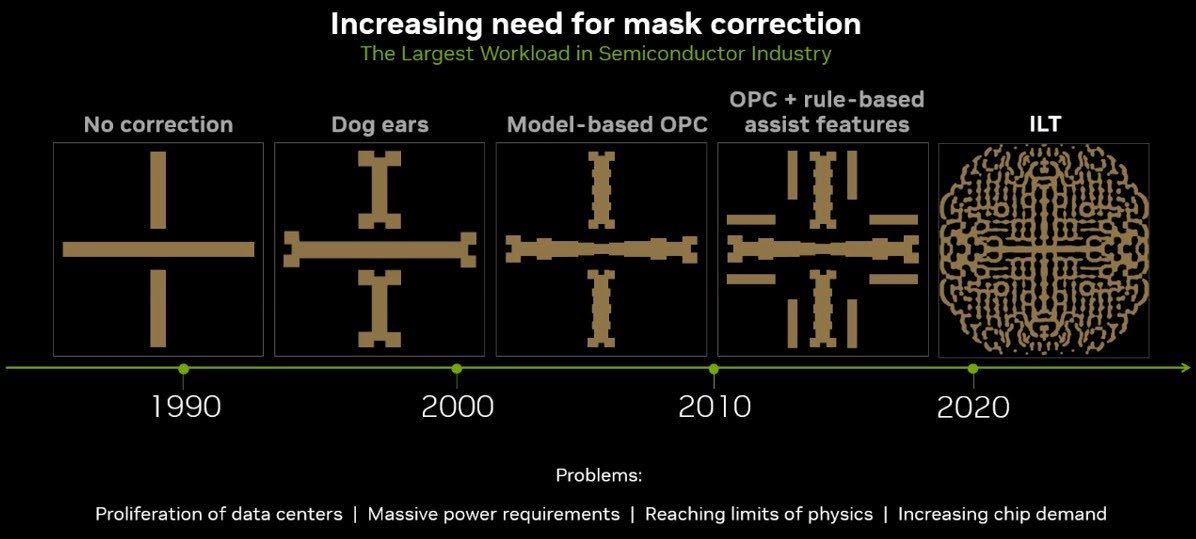 Increasing need for mask correction
The Largest Workload in Semiconductor Industry
No correction
Dog ears
Model-based OPC
OPC + rule-based
assist features
ILT
1990
2000
2010
2020
Problems:
Proliferation of data centers | Massive power requirements | Reaching limits of physics | Increasing chip demand